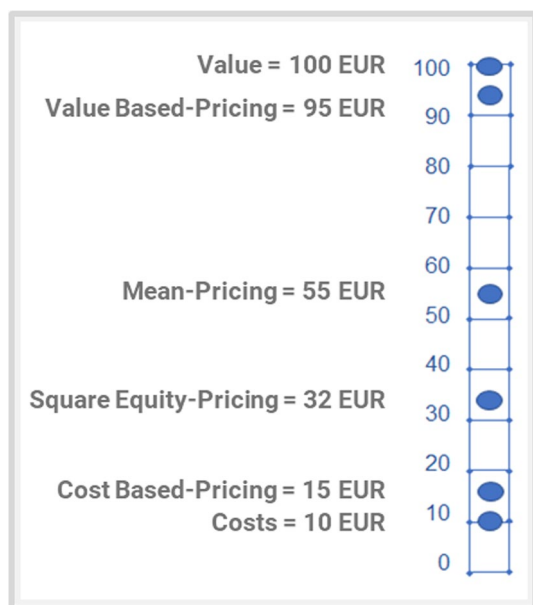 Value = 100 EUR 100
Value Based-Pricing = 95 EUR
90
80
70
60
Mean-Pricing = 55 EUR
50
40
Square Equity-Pricing = 32 EUR
30
20
Cost Based-Pricing = 15 EUR
Costs = 10 EUR 10
0